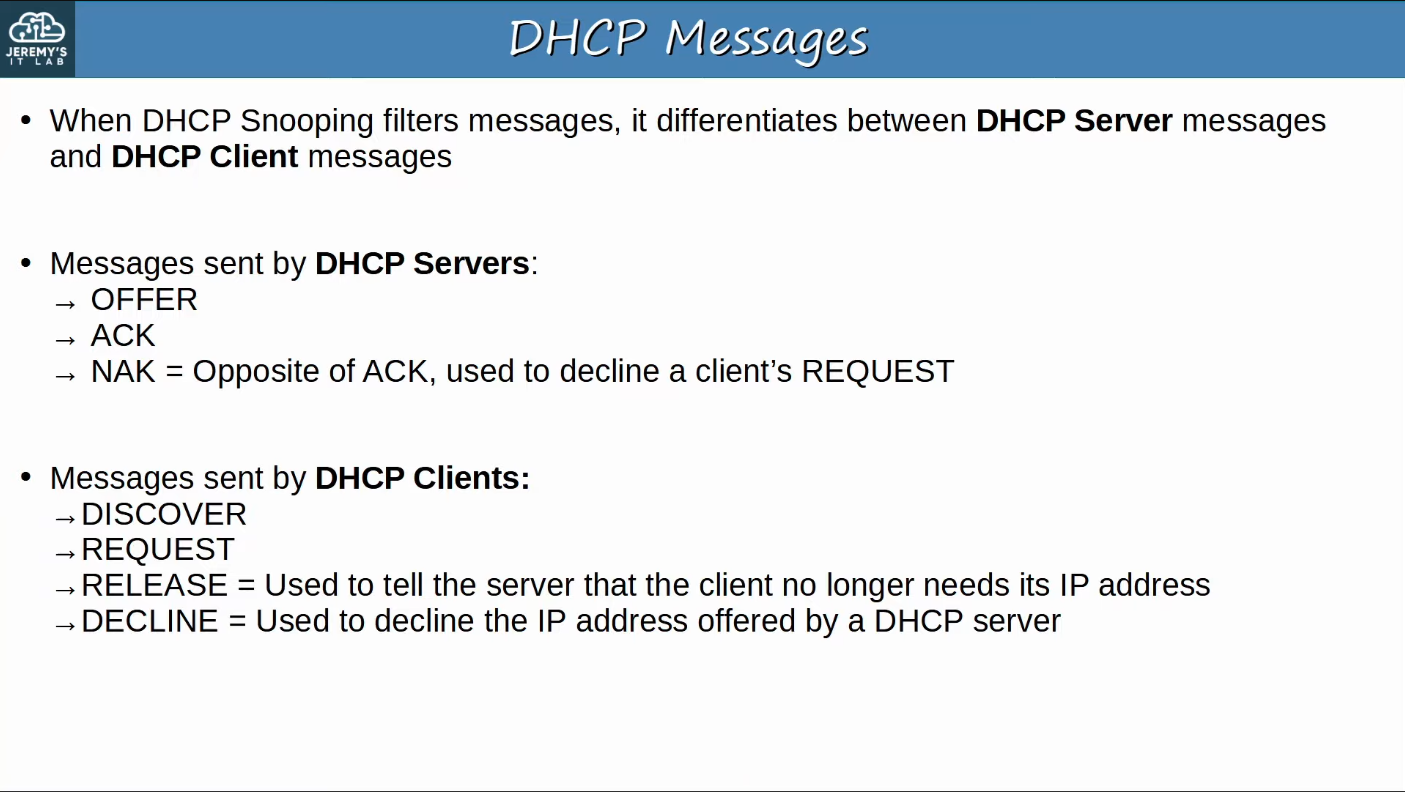 JEREMY'S
IT LAB
DHCP Messages
• When DHCP Snooping filters messages, it differentiates between DHCP Server messages
and DHCP Client messages
• Messages sent by DHCP Servers:
→ OFFER
→ ACK
→ NAK = Opposite of ACK, used to decline a client’s REQUEST
• Messages sent by DHCP Clients:
→DISCOVER
→REQUEST
→RELEASE = Used to tell the server that the client no longer needs its IP address
→DECLINE = Used to decline the IP address offered by a DHCP server